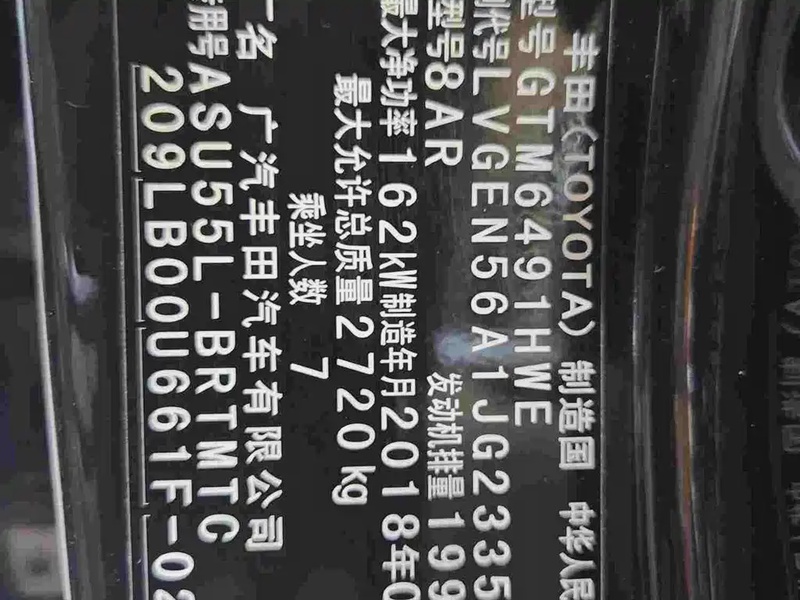 丰田(TOYOTA) 制造国 中华人民
型号GTM6491HWE
代号LVGEN56A1JG2335
型号8AR 发动机排量199
最大净功率162kW制造年月2018年0
最大允许总质量2720kg
乘坐人数 7
名 广汽丰田汽车有限公司
用号ASU55L-BRTMTC
209LB00U661F-02